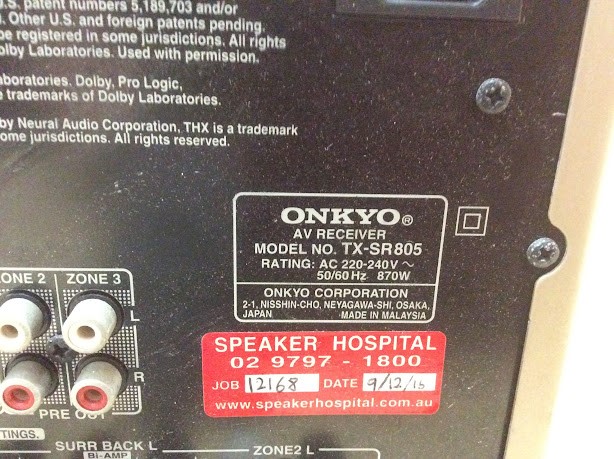 U.S. patent numbers 5,189,703 and/or
. Other U.S. and foreign patents pending.
be registered in some jurisdictions. All rights
olby Laboratories. Used with permission.
aboratories. Dolby, Pro Logic,
e trademarks of Dolby Laboratories.
by Neural Audio Corporation, THX is a trademark
ome jurisdictions. All rights reserved.
ONKYO®
AV RECEIVER
MODEL NO. TX-SR805
RATING: AC 220-240V ~
50/60 Hz 870W
ONKYO CORPORATION
2-1, NISSHIN-CHO, NEYAGAWA-SHI, OSAKA,
JAPAN MADE IN MALAYSIA
ZONE 2 ZONE 3
L
R
PRE OUT
SPEAKER HOSPITAL
02 9797 - 1800
JOB 12168 DATE 9/12/15
www.speakerhospital.com.au
TTINGS.
SURR BACK L ZONE2 L
Bi-AMP